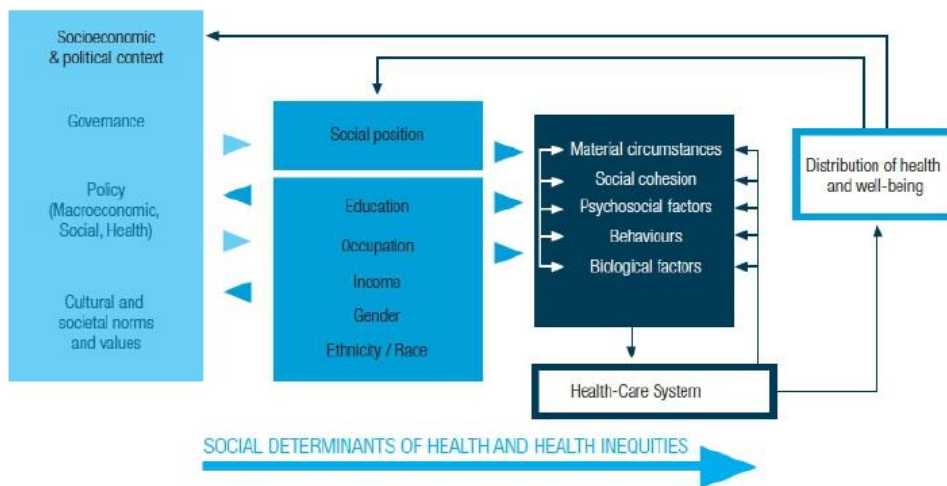 Socioeconomic
& political context
Governance
Policy
(Macroeconomic,
Social, Health)
Cultural and
societal norms
and values
Social position
Education
Occupation
Income
Gender
Ethnicity / Race
Material circumstances
Social cohesion
Psychosocial factors
Behaviours
Biological factors
Health-Care System
Distribution of health
and well-being
SOCIAL DETERMINANTS OF HEALTH AND HEALTH INEQUITIES